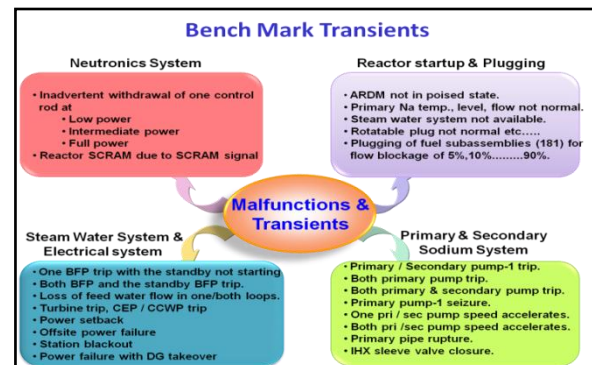 Bench Mark Transients
Neutronics System
• Inadvertent withdrawal of one control
rod at
• Low power
• Intermediate power
• Full power
• Reactor SCRAM due to SCRAM signal
Reactor startup & Plugging
• ARDM not in poised state.
• Primary Na temp., level, flow not normal.
• Steam water system not available.
• Rotatable plug not normal etc.....
• Plugging of fuel subassemblies (181) for
flow blockage of 5%,10%.........90%.
Malfunctions &
Transients
Steam Water System &
Electrical system
• One BFP trip with the standby not starting
• Both BFP and the standby BFP trip.
• Loss of feed water flow in one/both loops.
• Turbine trip, CEP / CCWP trip
• Power setback
• Offsite power failure
• Station blackout
• Power failure with DG takeover
Primary & Secondary
Sodium System
• Primary / Secondary pump-1 trip.
• Both primary pump trip.
• Both primary & secondary pump trip.
• Primary pump-1 seizure.
• One pri / sec pump speed accelerates.
• Both pri /sec pump speed accelerates.
• Primary pipe rupture.
• IHX sleeve valve closure.